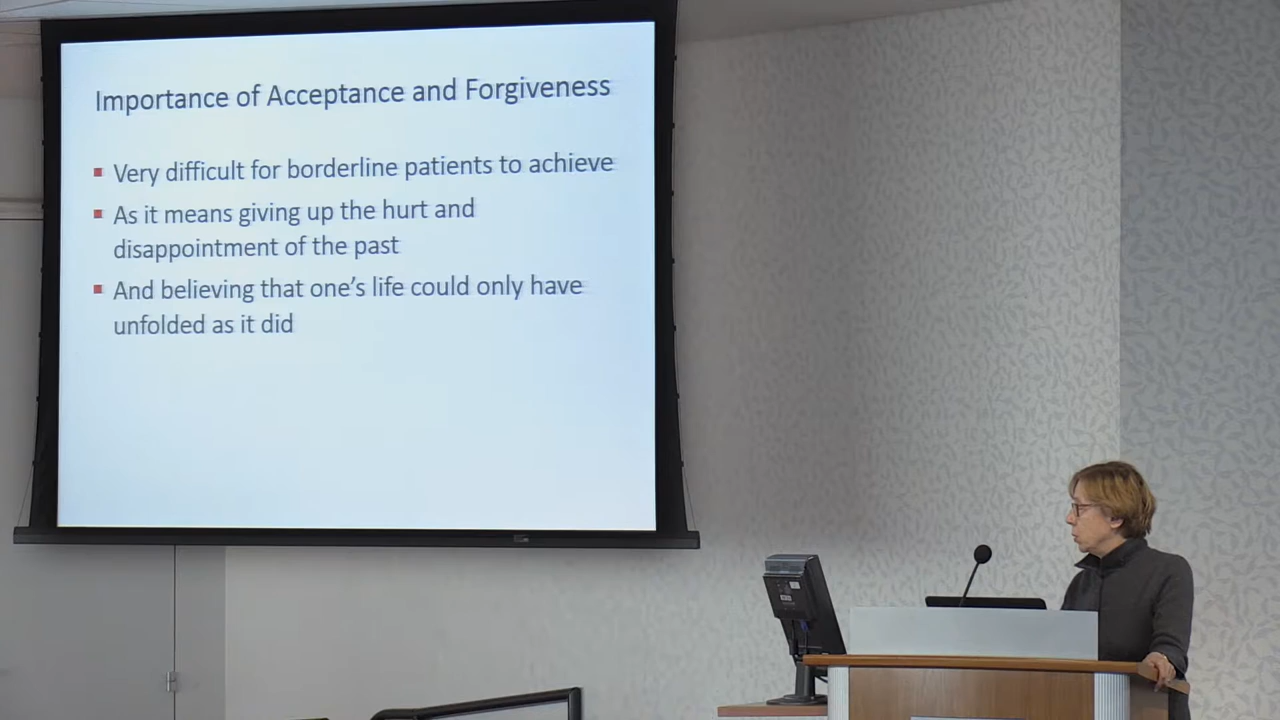 Importance of Acceptance and Forgiveness
▪ Very difficult for borderline patients to achieve
▪ As it means giving up the hurt and
disappointment of the past
▪ And believing that one's life could only have
unfolded as it did